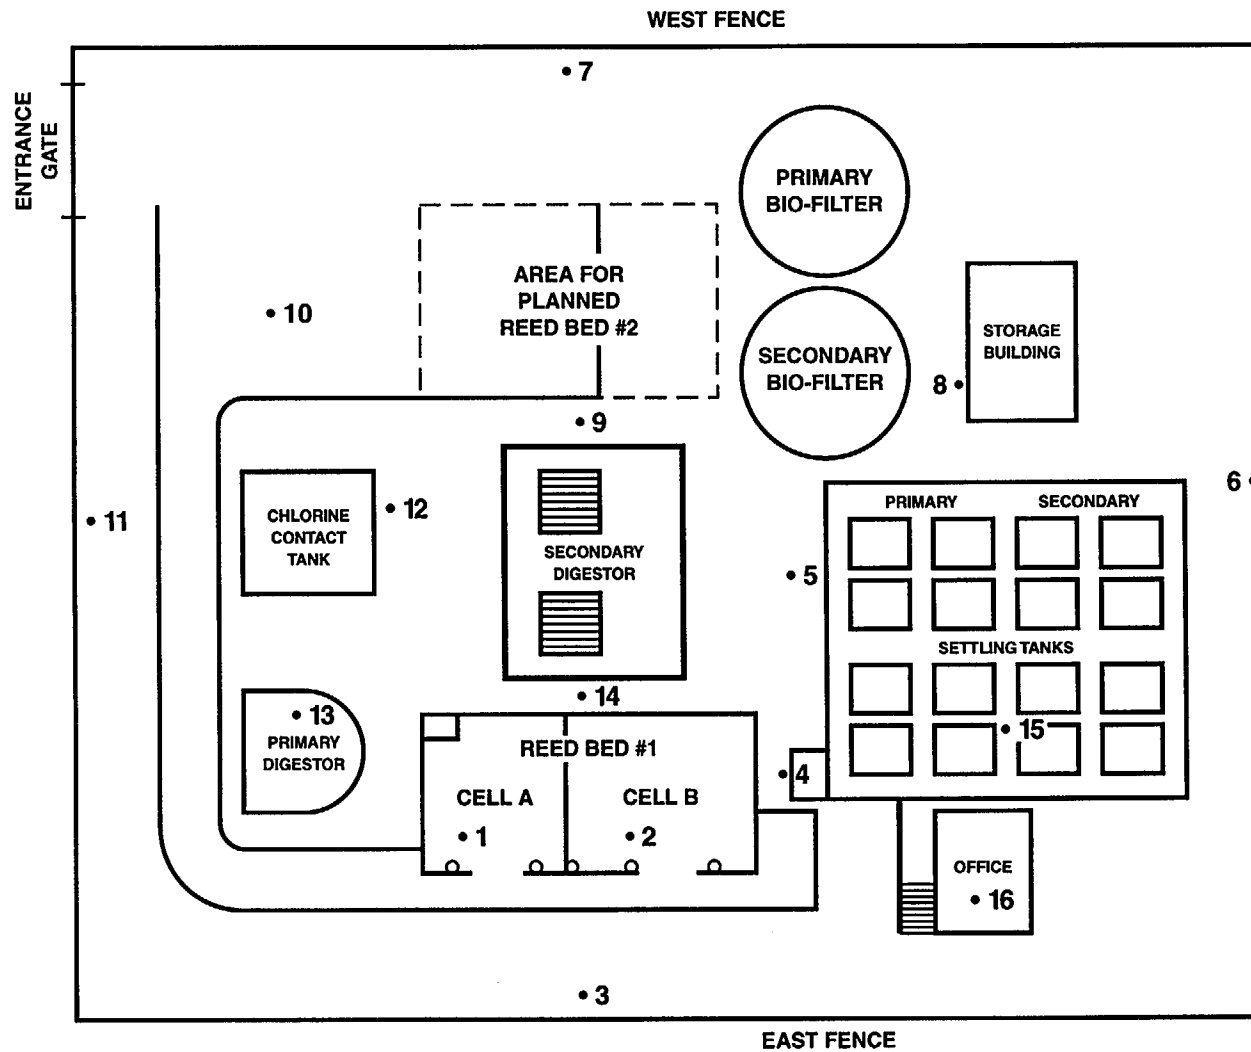 WEST FENCE
7
ENTRANCE
GATE
PRIMARY
BIO-FILTER
AREA FOR
PLANNED
REED BED #2
10
STORAGE
BUILDING
SECONDARY
BIO-FILTER
8
9
6
PRIMARY
SECONDARY
12
11
CHLORINE
CONTACT
TANK
SECONDARY
DIGESTOR
5
SETTLING TANKS
14
13
PRIMARY
DIGESTOR
15
REED BED #1
4
CELL A
CELL B
1
2
OFFICE
16
3
EAST FENCE